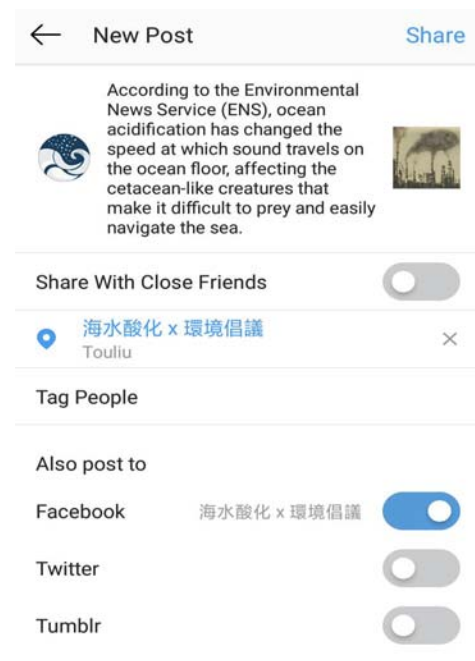 New Post
Share
According to the Environmental
News Service (ENS), ocean
acidification has changed the
speed at which sound travels on
the ocean floor, affecting the
cetacean-like creatures that
make it difficult to prey and easily
navigate the sea.
Share With Close Friends
海水酸化 x 環境倡議
Touliu
Tag People
Also post to
Facebook 海水酸化 x 環境倡議
Twitter
Tumblr